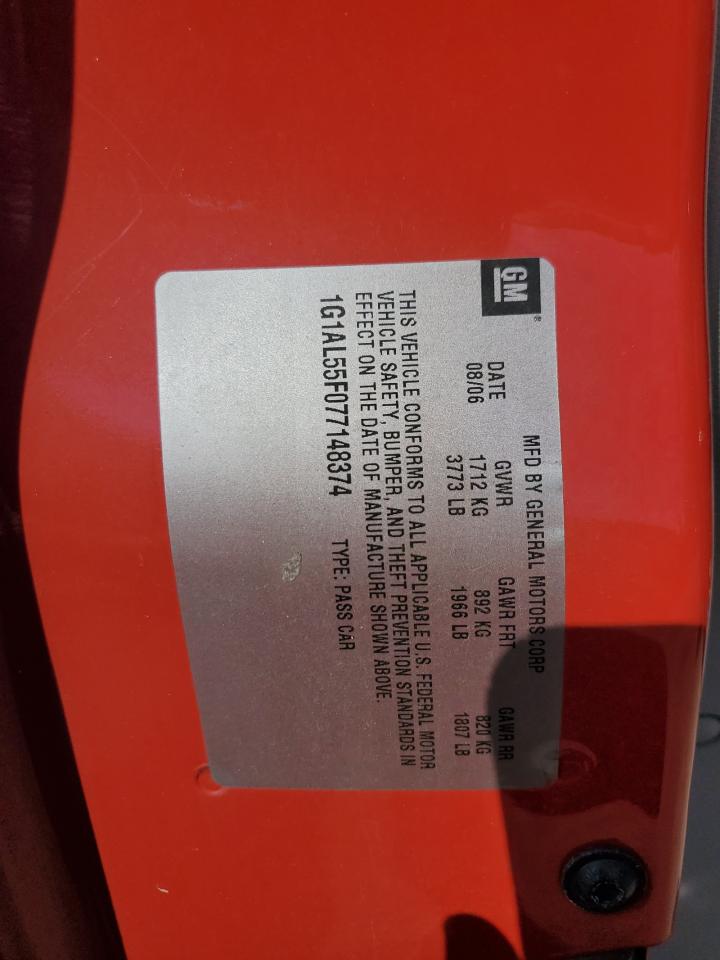 GM®
MFD BY GENERAL MOTORS CORP
DATE GVWR GAWR FRT GAWR RR
08/06 1712 KG 892 KG 820 KG
3773 LB 1966 LB 1807 LB
THIS VEHICLE CONFORMS TO ALL APPLICABLE U.S. FEDERAL MOTOR
VEHICLE SAFETY, BUMPER, AND THEFT PREVENTION STANDARDS IN
EFFECT ON THE DATE OF MANUFACTURE SHOWN ABOVE.
1G1AL55F077148374 TYPE: PASS CAR